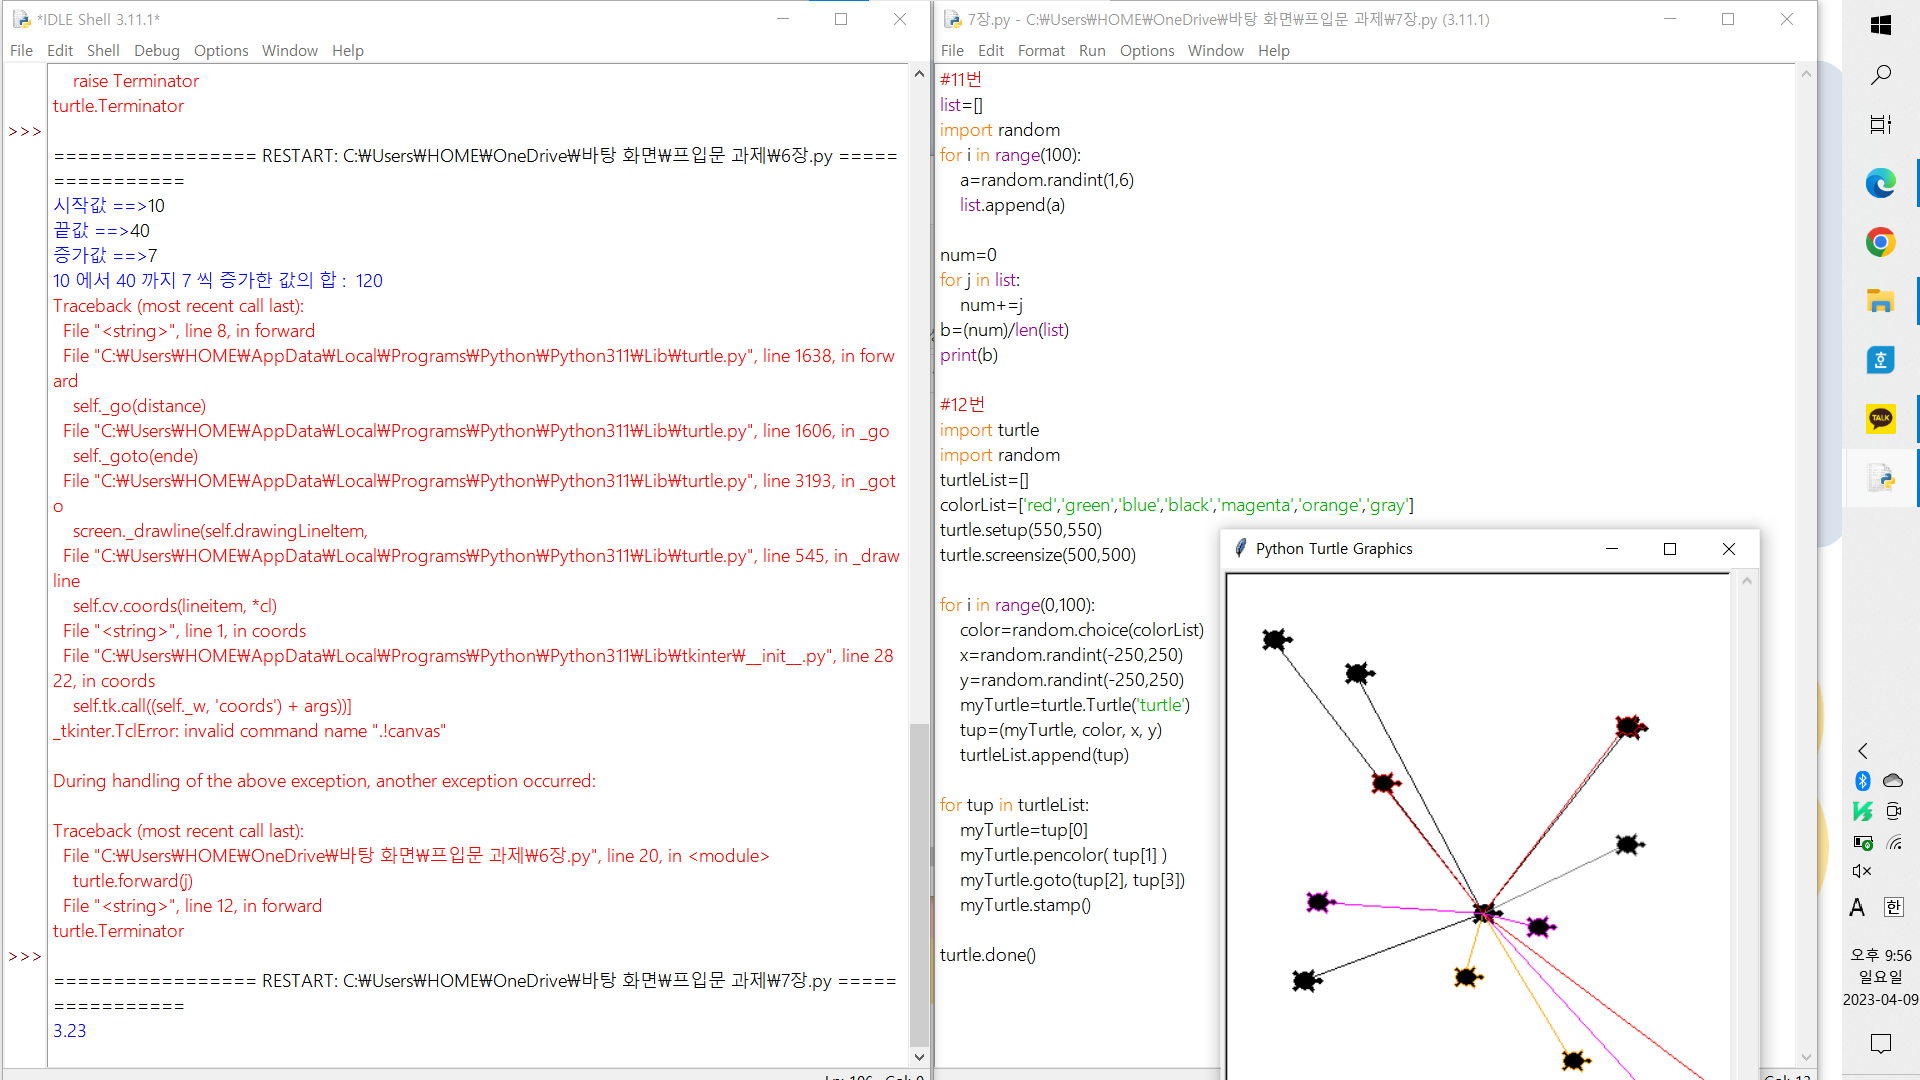 *IDLE Shell 3.11.1*
File Edit Shell Debug Options Window Help
raise Terminator
turtle.Terminator
>>>
================= RESTART: C:₩Users₩HOME₩OneDrive₩바탕 화면₩프입문 과제₩6장.py =====
===========
시작값 ==>10
끝값 ==>40
증가값 ==>7
10 에서 40 까지 7 씩 증가한 값의 합 : 120
Traceback (most recent call last):
File "<string>", line 8, in forward
File "C:₩Users₩HOME₩AppData₩Local₩Programs₩Python₩Python311₩Lib₩turtle.py", line 1638, in forw
ard
self._go(distance)
File "C:₩Users₩HOME₩AppData₩Local₩Programs₩Python₩Python311₩Lib₩turtle.py", line 1606, in _go
self._goto(ende)
File "C:₩Users₩HOME₩AppData₩Local₩Programs₩Python₩Python311₩Lib₩turtle.py", line 3193, in _got
o
screen._drawline(self.drawingLineItem,
File "C:₩Users₩HOME₩AppData₩Local₩Programs₩Python₩Python311₩Lib₩turtle.py", line 545, in _draw
line
self.cv.coords(lineitem, *cl)
File "<string>", line 1, in coords
File "C:₩Users₩HOME₩AppData₩Local₩Programs₩Python₩Python311₩Lib₩tkinter₩__init__.py", line 28
22, in coords
self.tk.call((self._w, 'coords') + args))]
_tkinter.TclError: invalid command name ".!canvas"
During handling of the above exception, another exception occurred:
Traceback (most recent call last):
File "C:₩Users₩HOME₩OneDrive₩바탕 화면₩프입문 과제₩6장.py", line 20, in <module>
turtle.forward(j)
File "<string>", line 12, in forward
turtle.Terminator
>>>
================= RESTART: C:₩Users₩HOME₩OneDrive₩바탕 화면₩프입문 과제₩7장.py =====
===========
3.23
7장.py - C:₩Users₩HOME₩OneDrive₩바탕 화면₩프입문 과제₩7장.py (3.11.1)
File Edit Format Run Options Window Help
#11번
list=[]
import random
for i in range(100):
a=random.randint(1,6)
list.append(a)
num=0
for j in list:
num+=j
b=(num)/len(list)
print(b)
#12번
import turtle
import random
turtleList=[]
colorList=['red','green','blue','black','magenta','orange','gray']
turtle.setup(550,550)
turtle.screensize(500,500)
for i in range(0,100):
color=random.choice(colorList)
x=random.randint(-250,250)
y=random.randint(-250,250)
myTurtle=turtle.Turtle('turtle')
tup=(myTurtle, color, x, y)
turtleList.append(tup)
for tup in turtleList:
myTurtle=tup[0]
myTurtle.pencolor( tup[1] )
myTurtle.goto(tup[2], tup[3])
myTurtle.stamp()
turtle.done()
Python Turtle Graphics
TALK
A 한
오후 9:56
일요일
2023-04-09